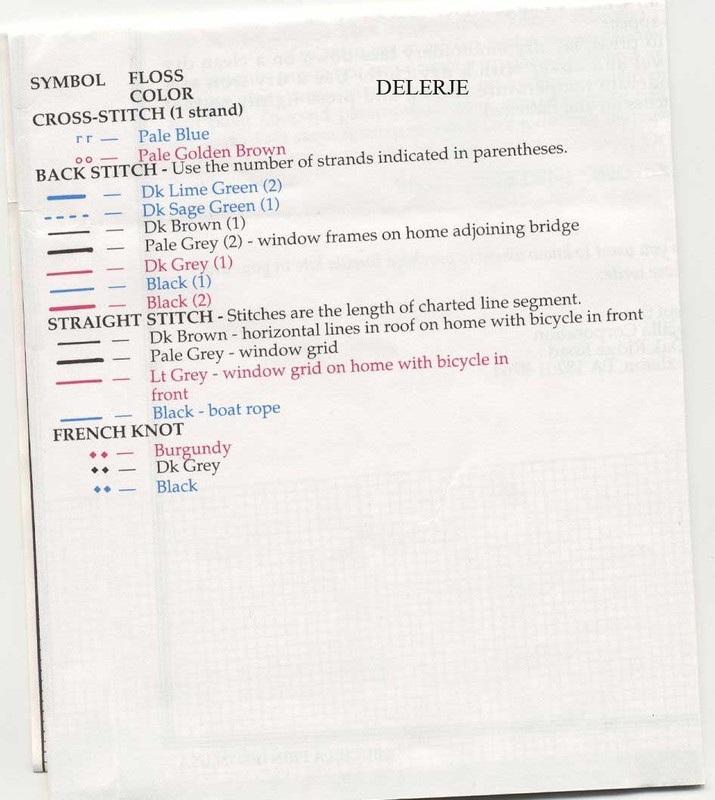 SYMBOL FLOSS
COLOR
DELERJE
CROSS-STITCH (1 strand)
rr — Pale Blue
oo — Pale Golden Brown
BACK STITCH - Use the number of strands indicated in parentheses.
— Dk Lime Green (2)
— Dk Sage Green (1)
— Dk Brown (1)
— Pale Grey (2) - window frames on home adjoining bridge
— Dk Grey (1)
— Black (1)
— Black (2)
STRAIGHT STITCH - Stitches are the length of charted line segment.
— Dk Brown - horizontal lines in roof on home with bicycle in front
— Pale Grey - window grid
— Lt Grey - window grid on home with bicycle in
front
— Black - boat rope
FRENCH KNOT
◆◆ — Burgundy
◆◆ — Dk Grey
◆◆ — Black